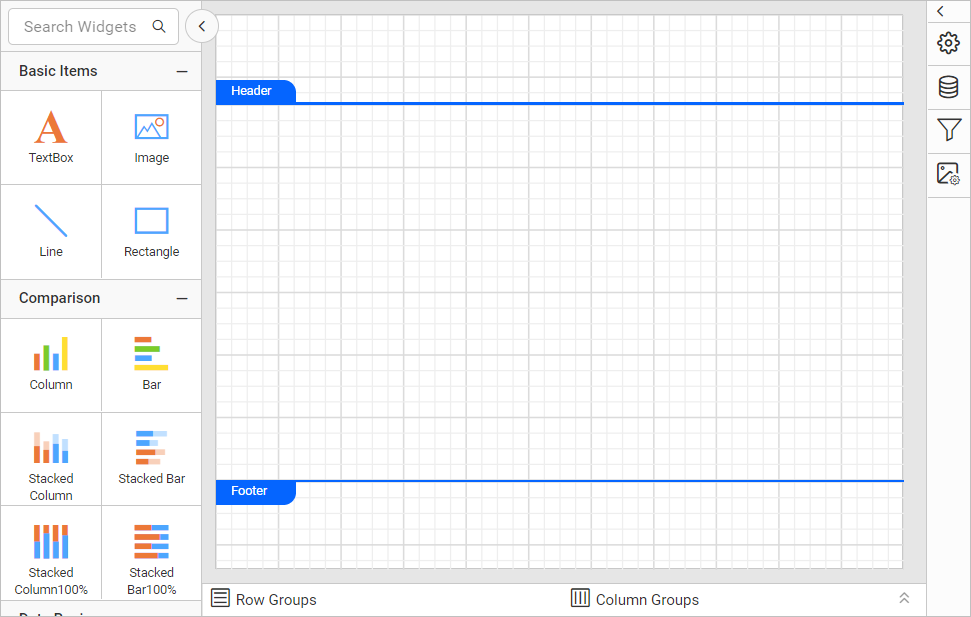 Search Widgets
Basic Items
TextBox
Image
Line
Rectangle
Comparison
Column
Bar
Stacked
Column
Stacked Bar
Stacked
Column100%
Stacked
Bar100%
Header
Footer
Row Groups
Column Groups